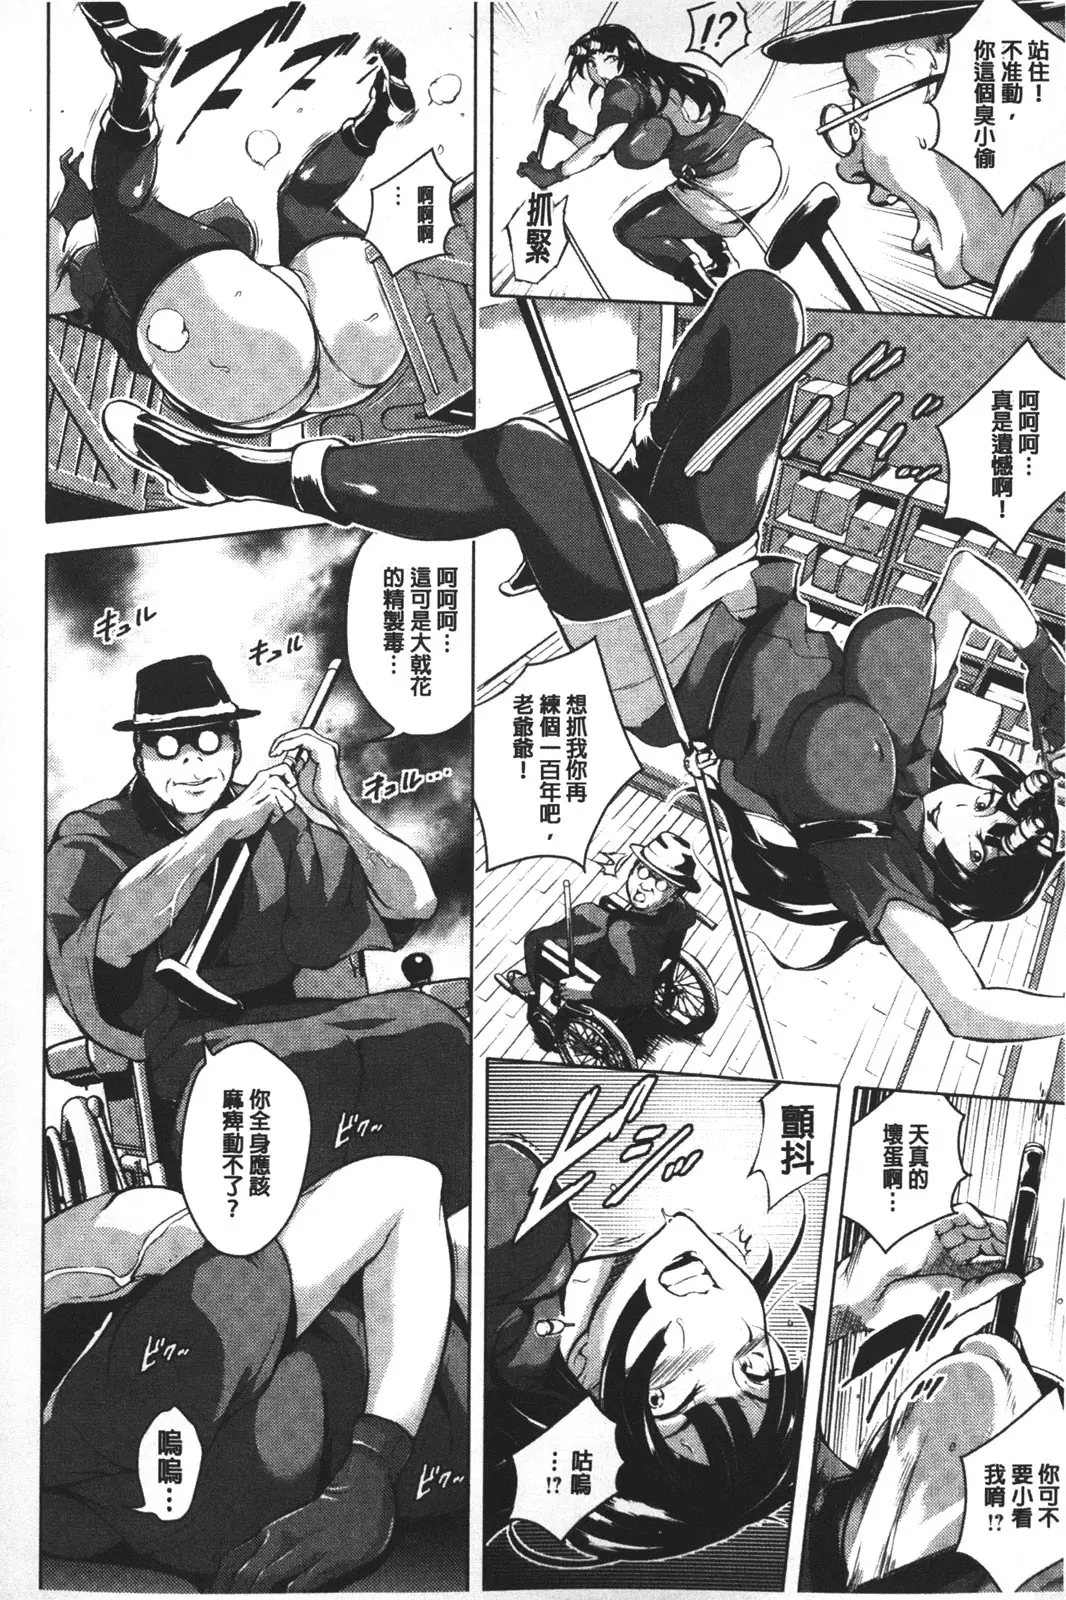 站住！
不准動，
你這個臭小偷
!?
抓緊
呵呵呵…
真是遺憾啊！
想抓我你再
練個一百年吧，
老爺爺！
天真的
壞蛋啊…
你可不
要小看
我唷!?
顫抖
咕嗚
…!?
啊啊啊
…
呵呵呵…
這可是大戟花
的精製毒…
キュル
キュル
キュル…
你全身應該
麻痺動不了？
ビク…
ビク…
ビク…
嗚嗚…